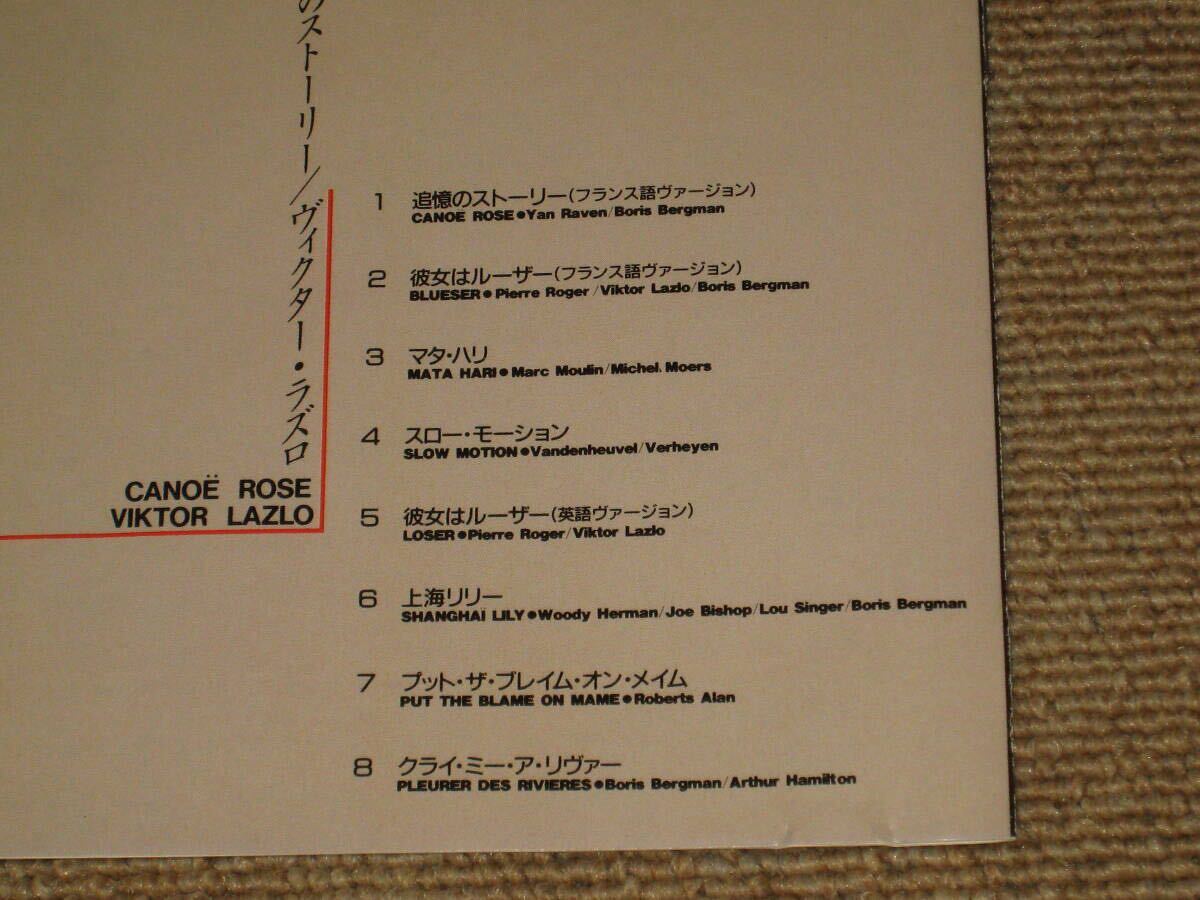 のストーリー/ヴィクター・ラズロ
CANOË ROSE
VIKTOR LAZLO
1 追憶のストーリー(フランス語ヴァージョン)
CANOE ROSE●Yan Raven/Boris Bergman
2 彼女はルーザー(フランス語ヴァージョン)
BLUESER●Pierre Roger/Viktor Lazlo/Boris Bergman
3 マタ・ハリ
MATA HARI●Marc Moulin/Michel.Moers
4 スロー・モーション
SLOW MOTION●Vandenheuvel/Verheyen
5 彼女はルーザー(英語ヴァージョン)
LOSER●Pierre Roger/Viktor Lazlo
6 上海リリー
SHANGHAÏ LILY●Woody Herman/Joe Bishop/Lou Singer/Boris Bergman
7 プット・ザ・ブレイム・オン・メイム
PUT THE BLAME ON MAME●Roberts Alan
8 クライ・ミー・ア・リヴァー
PLEURER DES RIVIERES●Boris Bergman/Arthur Hamilton